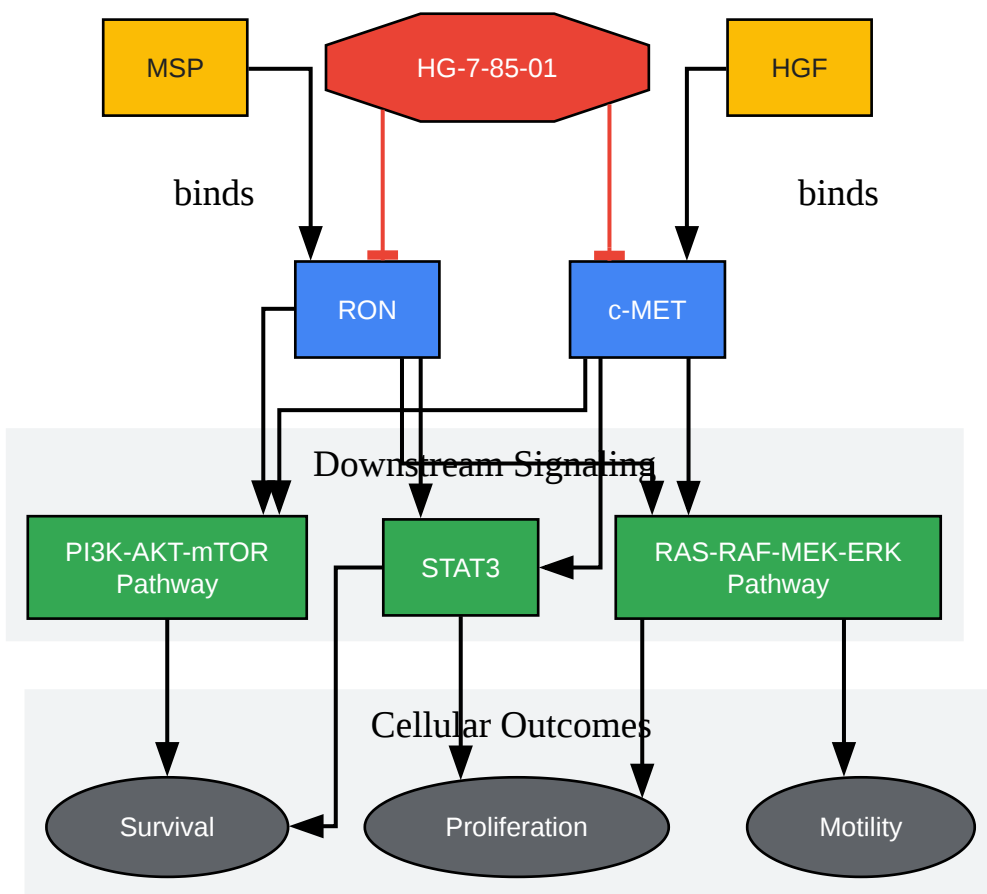 MSP
HG-7-85-01
HGF
binds
binds
RON
c-MET
Downstream Signaling
PI3K-AKT-mTOR
Pathway
STAT3
RAS-RAF-MEK-ERK
Pathway
Cellular Outcomes
Survival
Proliferation
Motility